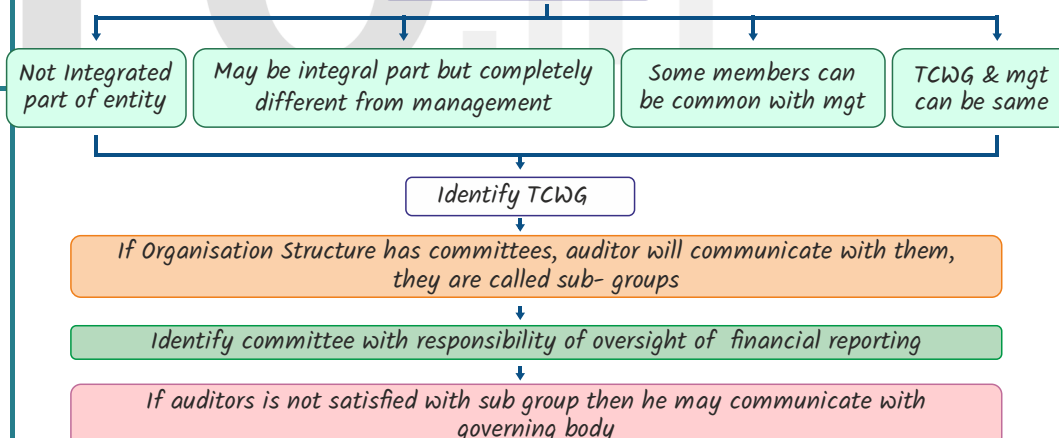 Not Integrated
part of entity
May be integral part but completely
different from management
Some members can
be common with mgt
TCWG & mgt
can be same
Identify TCWG
If Organisation Structure has committees, auditor will communicate with them,
they are called sub- groups
Identify committee with responsibility of oversight of financial reporting
If auditors is not satisfied with sub group then he may communicate with
governing body